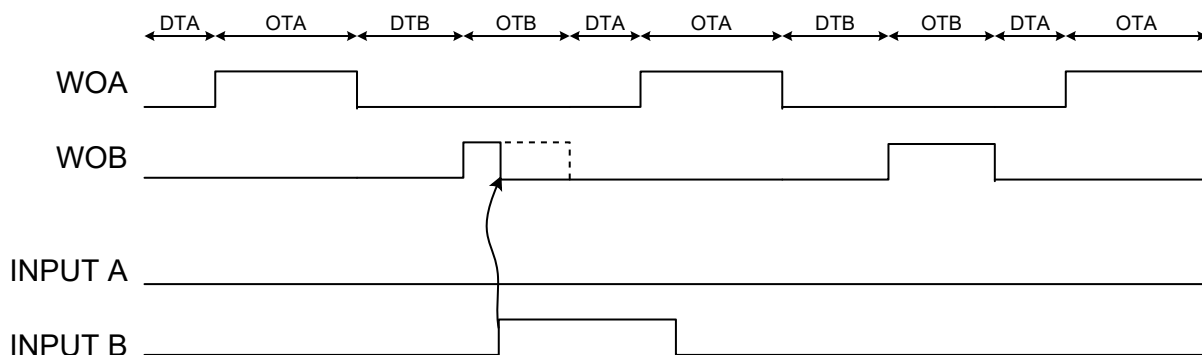 DTA OTA DTB OTB DTA OTA DTB OTB DTA OTA
WOA
WOB
INPUT A
INPUT B